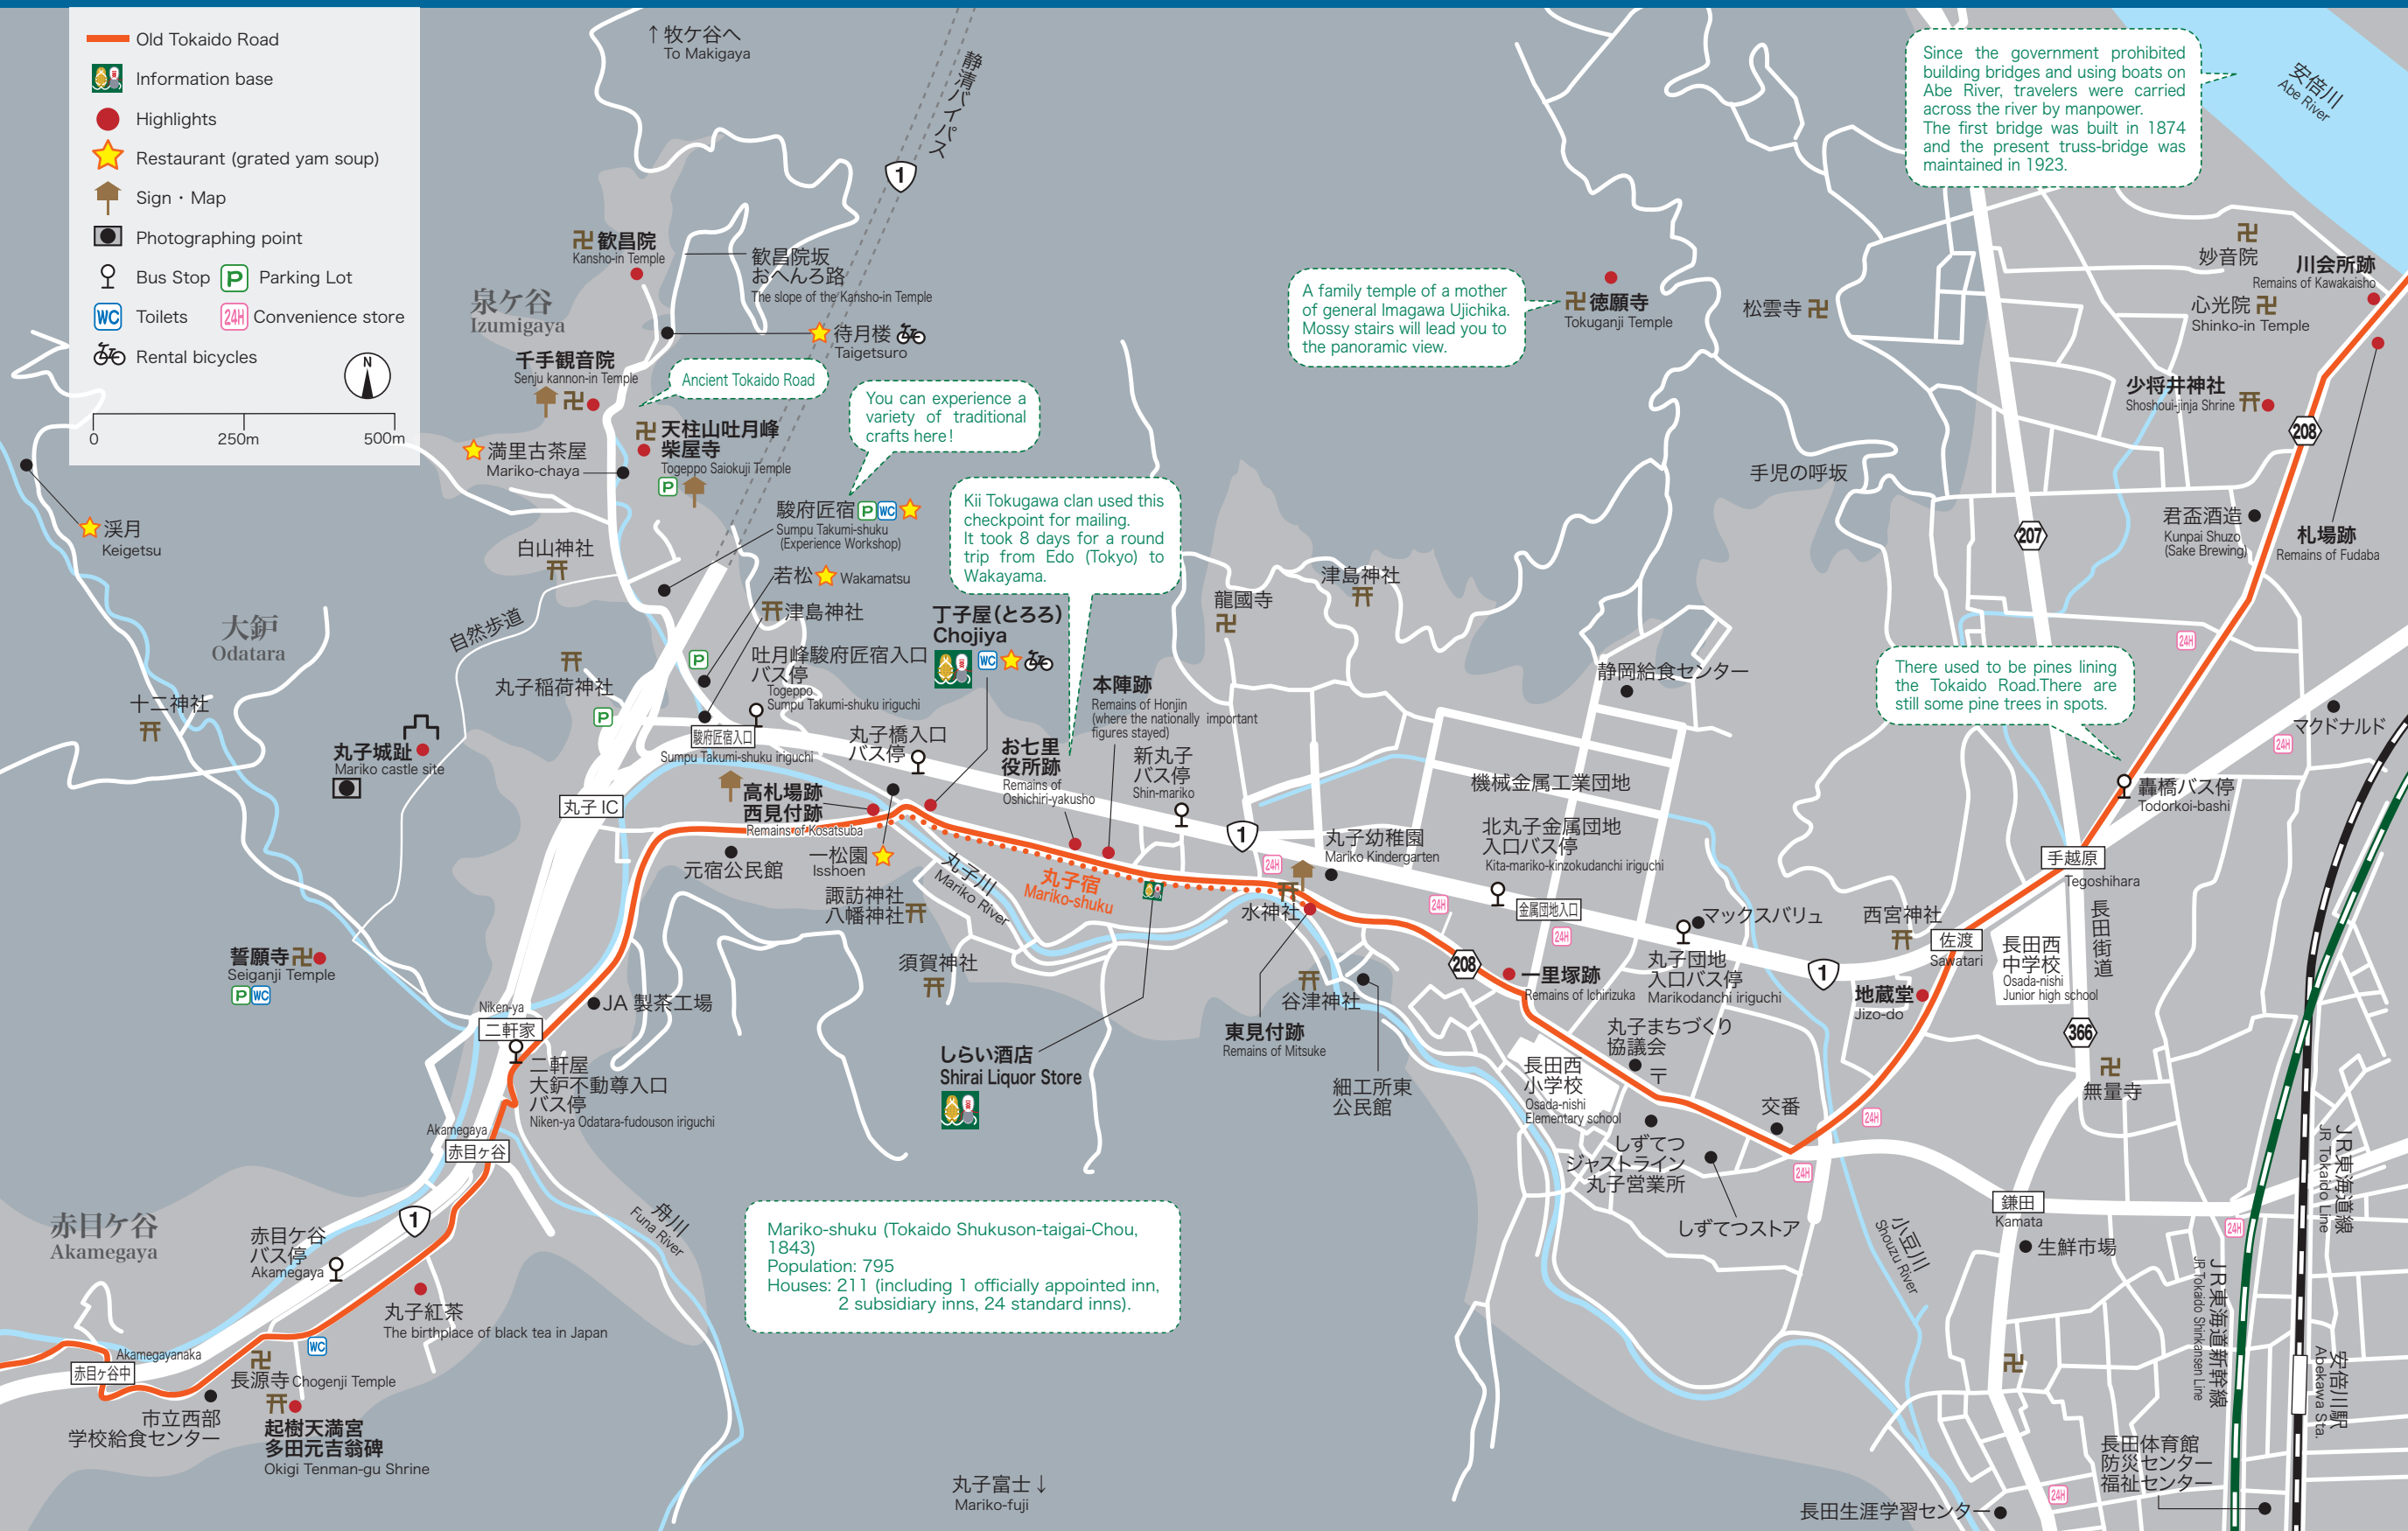 Old Tokaido Road
Information base
Highlights
Restaurant (grated yam soup)
Sign・Map
Photographing point
Bus Stop
P
Parking Lot
WC
Toilets
24H
Convenience store
Rental bicycles
N
0
250m
500m
↑牧ケ谷へ
To Makigaya
静清バイパス
1
Since the government prohibited
building bridges and using boats on
Abe River, travelers were carried
across the river by manpower.
The first bridge was built in 1874
and the present truss-bridge was
maintained in 1923.
安倍川
Abe River
卍歓昌院
Kansho-in Temple
歓昌院坂
おへんろ路
The slope of the Kansho-in Temple
泉ケ谷
Izumigaya
待月楼
Taigetsuro
千手観音院
Senju kannon-in Temple
卍
Ancient Tokaido Road
You can experience a
variety of traditional
crafts here!
A family temple of a mother
of general Imagawa Ujichika.
Mossy stairs will lead you to
the panoramic view.
卍徳願寺
Tokuganji Temple
松雲寺卍
卍
妙音院
川会所跡
Remains of Kawakaisho
心光院卍
Shinko-in Temple
少将井神社
Shoshoui-jinja Shrine
208
卍天柱山吐月峰
柴屋寺
Togeppo Saiokuji Temple
P
満里古茶屋
Mariko-chaya
渓月
Keigetsu
駿府匠宿
P
WC
Sumpu Takumi-shuku
(Experience Workshop)
Kii Tokugawa clan used this
checkpoint for mailing.
It took 8 days for a round
trip from Edo (Tokyo) to
Wakayama.
手児の呼坂
207
君盃酒造
Kunpai Shuzo
(Sake Brewing)
札場跡
Remains of Fudaba
白山神社
若松
Wakamatsu
津島神社
津島神社
龍國寺
卍
自然歩道
大鈩
Odatara
丁子屋(とろろ)
Chojiya
WC
吐月峰駿府匠宿入口
バス停
Togeppo
Sumpu Takumi-shuku iriguchi
P
丸子稲荷神社
P
十二神社
丸子城趾
Mariko castle site
駿府匠宿入口
Sumpu Takumi-shuku iriguchi
丸子橋入口
バス停
本陣跡
Remains of Honjin
(where the nationally important
figures stayed)
お七里
役所跡
Remains of
Oshichiri-yakusho
新丸子
バス停
Shin-mariko
静岡給食センター
24H
There used to be pines lining
the Tokaido Road.There are
still some pine trees in spots.
マクドナルド
24H
轟橋バス停
Todorkoi-bashi
機械金属工業団地
丸子 IC
高札場跡
西見付跡
Remains of Kosatsuba
元宿公民館
一松園
Isshoen
丸子川
Mariko River
丸子宿
Mariko-shuku
1
24H
丸子幼稚園
Mariko Kindergarten
北丸子金属団地
入口バス停
Kita-mariko-kinzokudanchi iriguchi
手越原
Tegoshihara
諏訪神社
八幡神社
水神社
24H
金属団地入口
24H
マックスバリュ
西宮神社
佐渡
Sawatari
長田街道
長田西
中学校
Osada-nishi
Junior high school
誓願寺卍
Seiganji Temple
P
WC
須賀神社
谷津神社
208
一里塚跡
Remains of Ichirizuka
丸子団地
入口バス停
Marikodanchi iriguchi
1
地蔵堂
Jizo-do
366
Niken-ya
二軒家
JA 製茶工場
しらい酒店
Shirai Liquor Store
東見付跡
Remains of Mitsuke
丸子まちづくり
協議会
〒
卍
無量寺
二軒屋
大鈩不動尊入口
バス停
Niken-ya Odatara-fudouson iriguchi
細工所東
公民館
長田西
小学校
Osada-nishi
Elementary school
交番
24H
Akamegaya
赤目ヶ谷
しずてつ
ジャストライン
丸子営業所
24H
しずてつストア
JR東海道線
JR Tokaido Line
赤目ケ谷
Akamegaya
赤目ケ谷
バス停
Akamegaya
1
舟川
Funa River
Mariko-shuku (Tokaido Shukuson-taigai-Chou,
1843)
Population: 795
Houses: 211 (including 1 officially appointed inn,
2 subsidiary inns, 24 standard inns).
小豆川
Shouzu River
鎌田
Kamata
24H
生鮮市場
JR東海道新幹線
JR Tokaido Shinkansen Line
丸子紅茶
The birthplace of black tea in Japan
WC
Akamegayanaka
赤目ヶ谷中
卍
長源寺
Chogenji Temple
市立西部
学校給食センター
起樹天満宮
多田元吉翁碑
Okigi Tenman-gu Shrine
卍
安倍川駅
Abekawa Sta.
丸子富士↓
Mariko-fuji
長田体育館
防災センター
福祉センター
24H
長田生涯学習センター